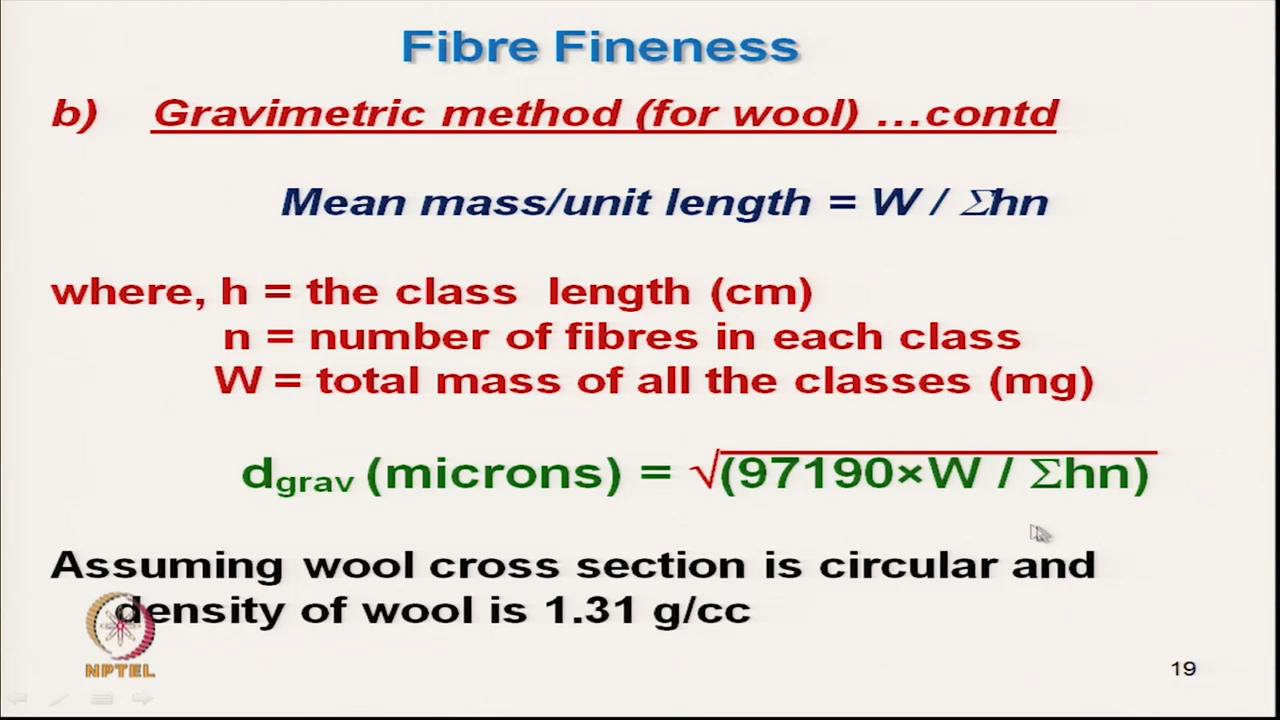 Fibre Fineness
b) Gravimetric method (for wool) …contd
Mean mass/unit length = W / Σhn
where, h = the class length (cm)
n = number of fibres in each class
W = total mass of all the classes (mg)
dgrav (microns) = √(97190×W / Σhn)
Assuming wool cross section is circular and
density of wool is 1.31 g/cc
NPTEL
19